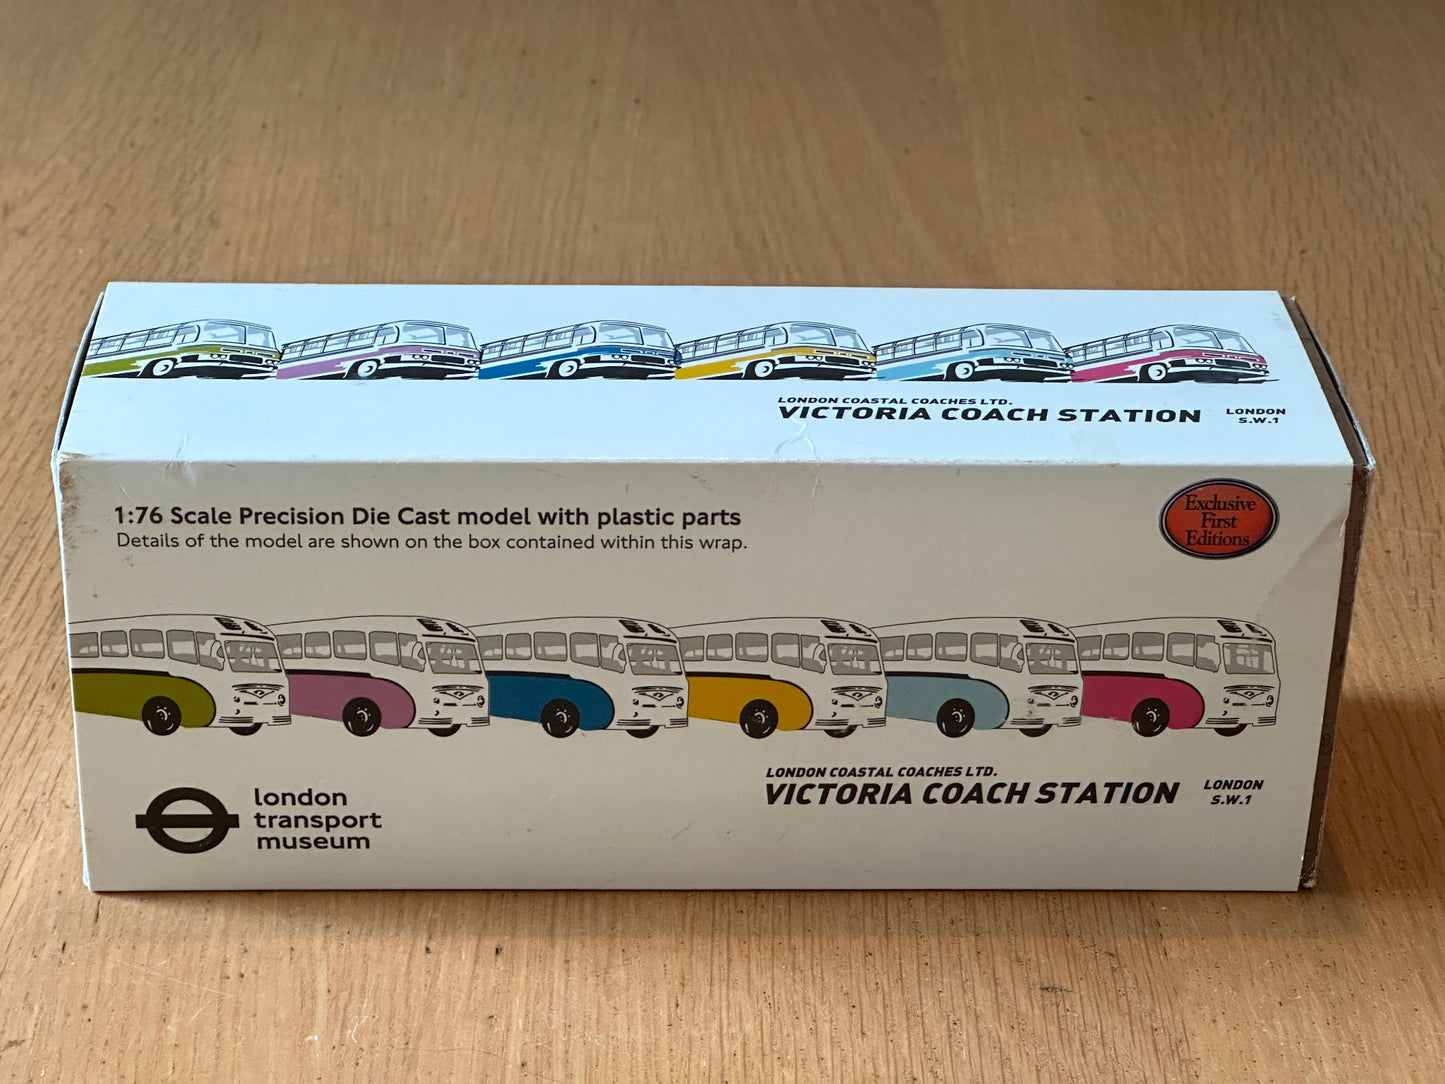 LONDON COASTAL COACHES LTD.
VICTORIA COACH STATION
LONDON
S.W.1
1:76 Scale Precision Die Cast model with plastic parts
Details of the model are shown on the box contained within this wrap.
Exclusive
First
Editions
LONDON COASTAL COACHES LTD.
VICTORIA COACH STATION
LONDON
S.W.1
london
transport
museum